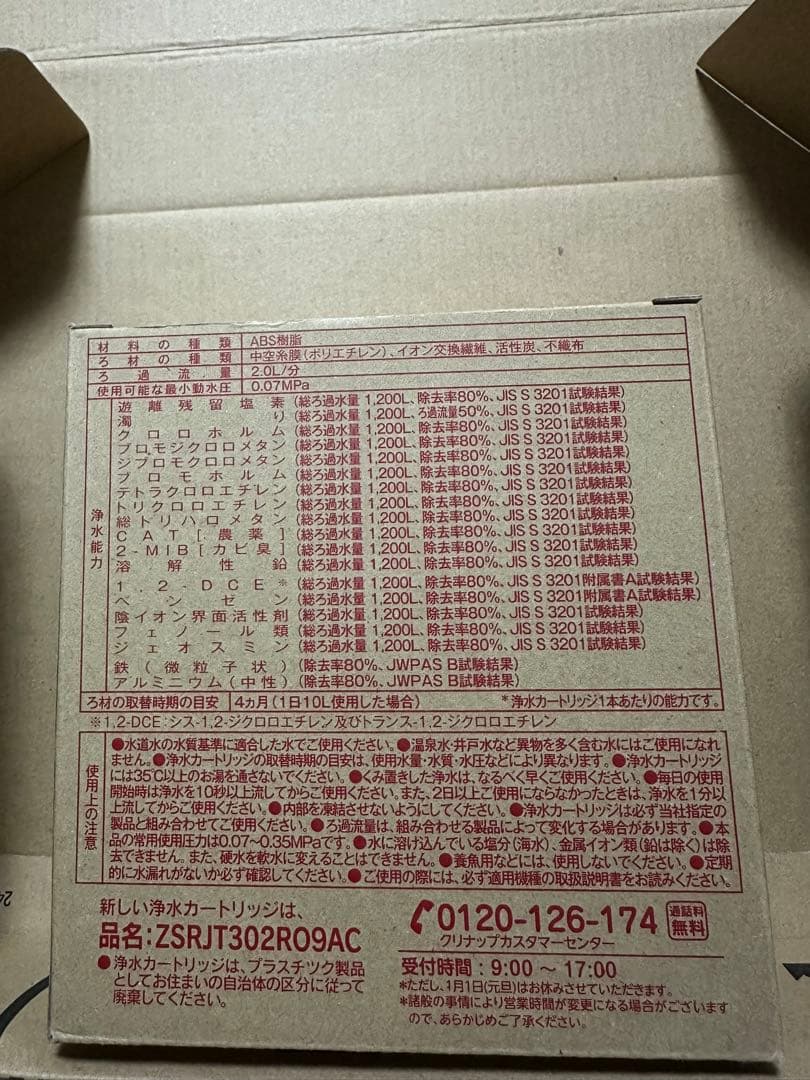 材料の種類 ABS樹脂
ろ材の種類 中空糸膜(ポリエチレン)、イオン交換繊維、活性炭、不織布
ろ過流量 2.0L/分
使用可能な最小動水圧 0.07MPa
浄水能力
遊離残留塩素 (総ろ過水量 1,200L、除去率80%、JIS S 3201試験結果)
濁り (総ろ過水量 1,200L、ろ過流量50%、JIS S 3201試験結果)
クロロホルム (総ろ過水量 1,200L、除去率80%、JIS S 3201試験結果)
ブロモジクロロメタン (総ろ過水量 1,200L、除去率80%、JIS S 3201試験結果)
ジブロモクロロメタン (総ろ過水量 1,200L、除去率80%、JIS S 3201試験結果)
ブロモホルム (総ろ過水量 1,200L、除去率80%、JIS S 3201試験結果)
テトラクロロエチレン (総ろ過水量 1,200L、除去率80%、JIS S 3201試験結果)
トリクロロエチレン (総ろ過水量 1,200L、除去率80%、JIS S 3201試験結果)
総トリハロメタン (総ろ過水量 1,200L、除去率80%、JIS S 3201試験結果)
CAT[農薬] (総ろ過水量 1,200L、除去率80%、JIS S 3201試験結果)
2-MIB[カビ臭] (総ろ過水量 1,200L、除去率80%、JIS S 3201試験結果)
溶解性鉛 (総ろ過水量 1,200L、除去率80%、JIS S 3201試験結果)
1,2-DCE※ (総ろ過水量 1,200L、除去率80%、JIS S 3201附属書A試験結果)
ベンゼン (総ろ過水量 1,200L、除去率80%、JIS S 3201附属書A試験結果)
陰イオン界面活性剤 (総ろ過水量 1,200L、除去率80%、JIS S 3201試験結果)
フェノール類 (総ろ過水量 1,200L、除去率80%、JIS S 3201試験結果)
ジェオスミン (総ろ過水量 1,200L、除去率80%、JIS S 3201試験結果)
鉄(微粒子状) (除去率80%、JWPAS B試験結果)
アルミニウム(中性) (除去率80%、JWPAS B試験結果)
ろ材の取替時期の目安 4ヵ月(1日10L使用した場合) *浄水カートリッジ1本あたりの能力です。
※1,2-DCE:シス-1,2-ジクロロエチレン及びトランス-1,2-ジクロロエチレン
使用上の注意
●水道水の水質基準に適合した水でご使用ください。●温泉水・井戸水など異物を多く含む水にはご使用になれ
ません。●浄水カートリッジの取替時期の目安は、使用水量・水質・水圧などにより異なります。●浄水カートリッジ
には35℃以上のお湯を通さないでください。●くみ置きした浄水は、なるべく早くご使用ください。●毎日の使用
開始時は浄水を10秒以上流してからご使用ください。また、2日以上ご使用にならなかったときは、浄水を1分以
上流してからご使用ください。●内部を凍結させないようにしてください。●浄水カートリッジは必ず当社指定の
製品と組み合わせてご使用ください。●ろ過流量は、組み合わせる製品によって変化する場合があります。●本
品の常用使用圧力は0.07~0.35MPaです。●水に溶け込んでいる塩分(海水)、金属イオン類(鉛は除く)は除
去できません。また、硬水を軟水に変えることはできません。●養魚用などには、使用しないでください。●定期
的に水漏れがないか必ず確認してください。●ご使用の際には、必ず適用機種の取扱説明書をお読みください。
新しい浄水カートリッジは、
品名:ZSRJT302R09AC
●浄水カートリッジは、プラスチック製品
としてお住まいの自治体の区分に従って
廃棄してください。
0120-126-174 通話料無料
クリナップカスタマーセンター
受付時間:9:00 ~ 17:00
*ただし、1月1日(元旦)はお休みさせていただきます。
*諸般の事情により営業時間が変更になる場合がございます
ので、あらかじめご了承ください。